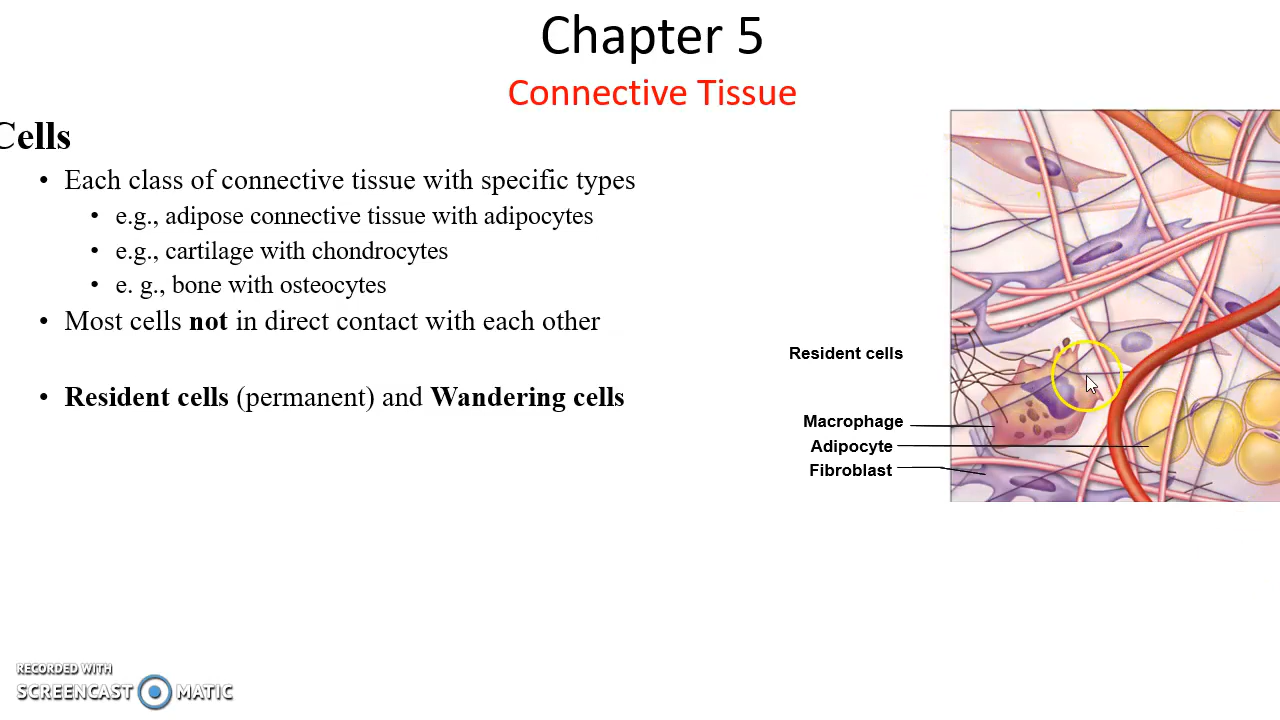 Chapter 5
Connective Tissue
Cells
• Each class of connective tissue with specific types
• e.g., adipose connective tissue with adipocytes
• e.g., cartilage with chondrocytes
• e. g., bone with osteocytes
• Most cells not in direct contact with each other
• Resident cells (permanent) and Wandering cells
Resident cells
Macrophage
Adipocyte
Fibroblast
RECORDED WITH
SCREENCAST MATIC